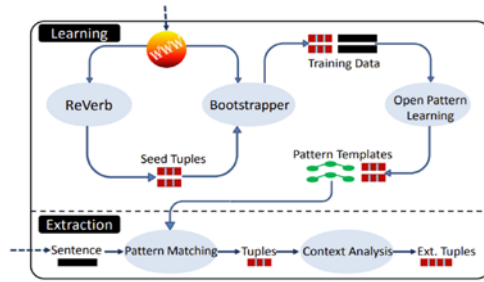 Learning
WWW
Training Data
ReVerb
Bootstrapper
Open Pattern
Learning
Seed Tuples
Pattern Templates
Extraction
Sentence
Pattern Matching
Tuples
Context Analysis
Ext. Tuples